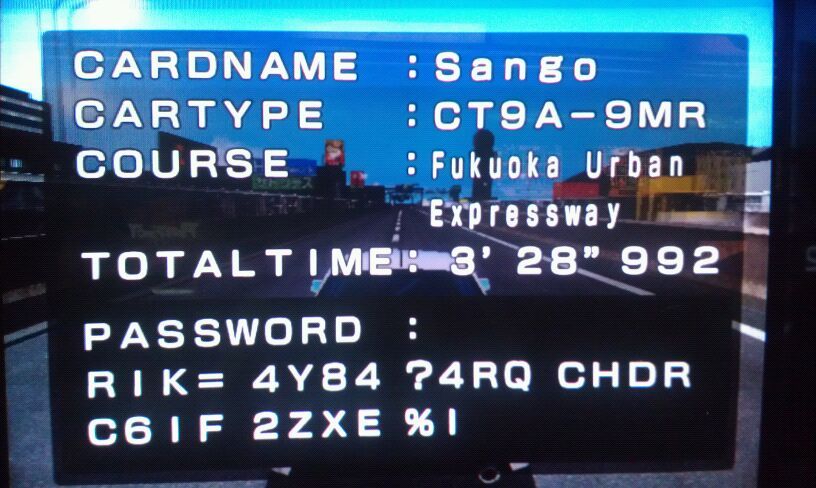 CARDNAME : Sango
CARTYPE : CT9A-9MR
COURSE : Fukuoka Urban
Expressway
TOTALTIME: 3' 28" 992
PASSWORD :
RIK= 4Y84 ?4RQ CHDR
C6IF 2ZXE %I